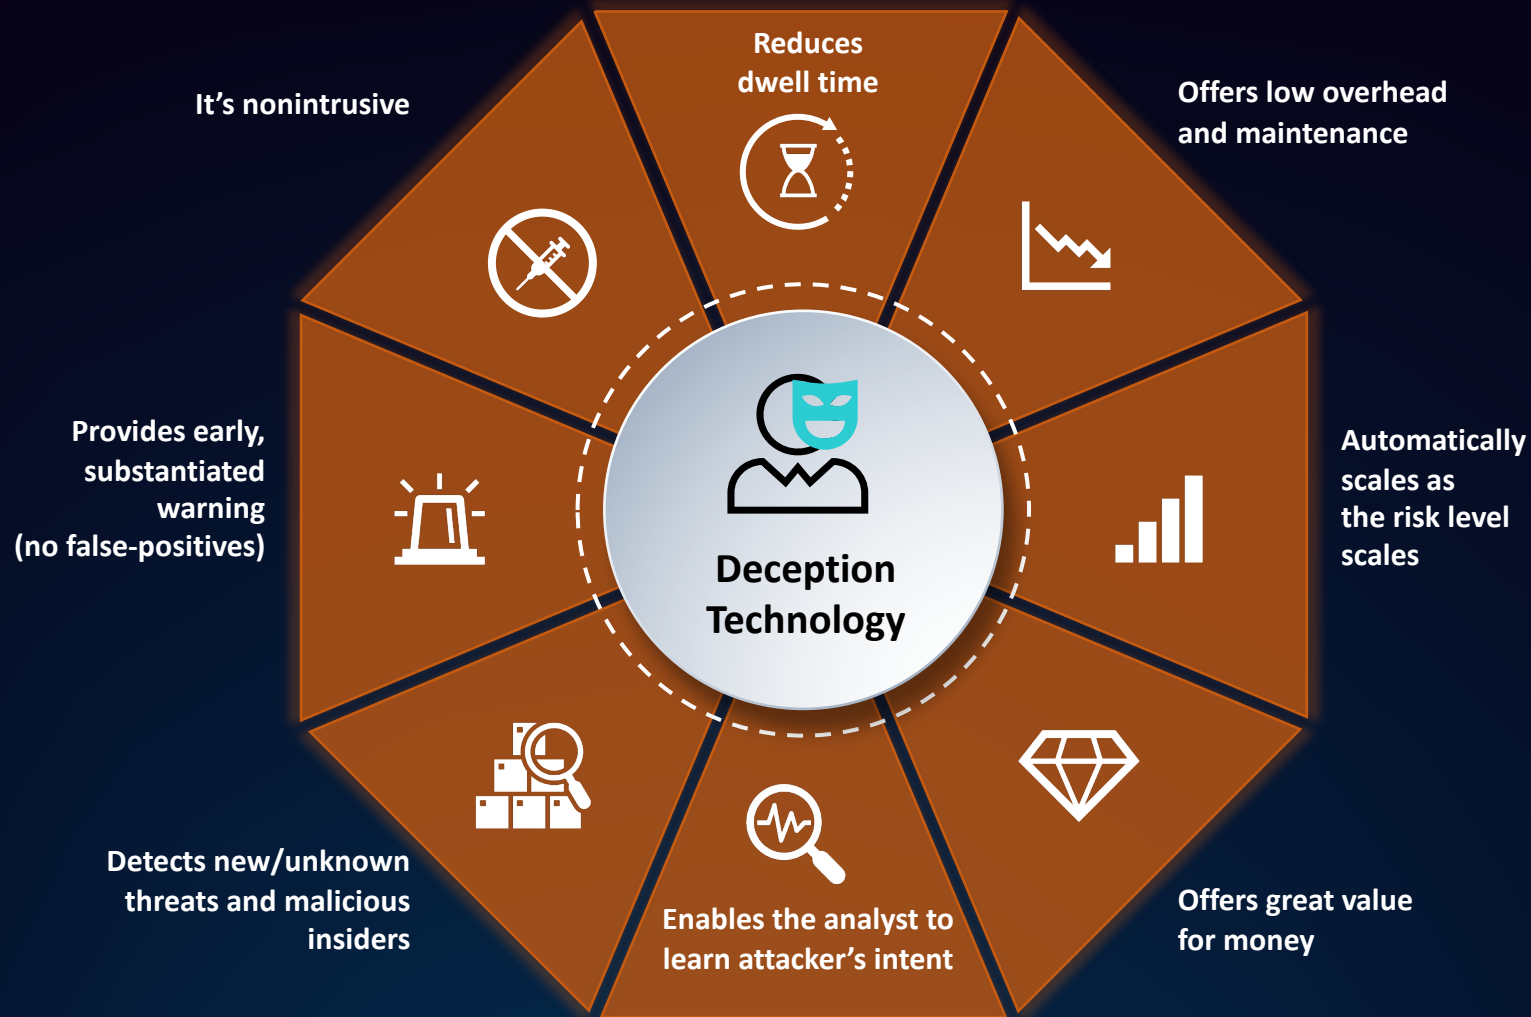 Reduces
dwell time
Offers low overhead
and maintenance
Automatically
scales as
the risk level
scales
Offers great value
for money
Enables the analyst to
learn attacker’s intent
Detects new/unknown
threats and malicious
insiders
Provides early,
substantiated
warning
(no false-positives)
It’s nonintrusive
Deception
Technology